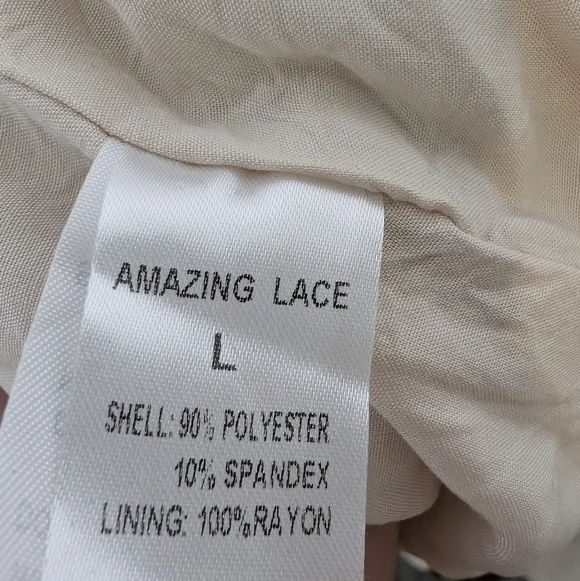 AMAZING LACE
L
SHELL: 90% POLYESTER
10% SPANDEX
LINING: 100%RAYON